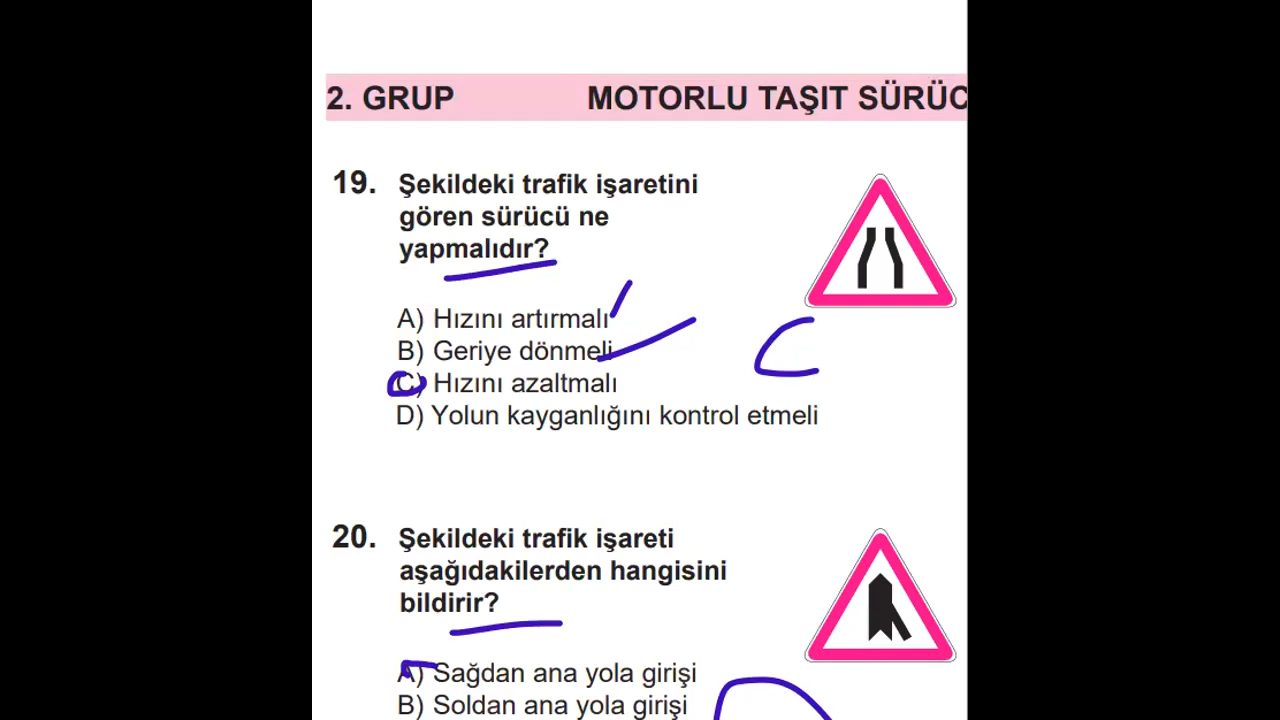 2. GRUP MOTORLU TAŞIT SÜRÜC
19. Şekildeki trafik işaretini
gören sürücü ne
yapmalıdır?
A) Hızını artırmalı
B) Geriye dönmeli
C) Hızını azaltmalı
D) Yolun kayganlığını kontrol etmeli
C
20. Şekildeki trafik işareti
aşağıdakilerden hangisini
bildirir?
A) Sağdan ana yola girişi
B) Soldan ana yola girişi